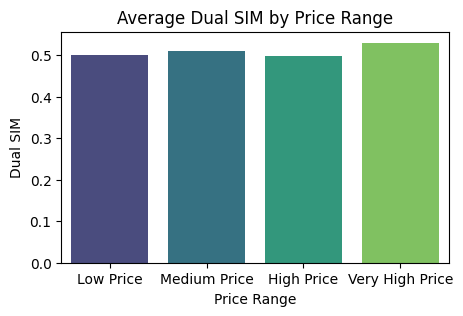 Average Dual SIM by Price Range
Dual SIM
0.5
0.4
0.3
0.2
0.1
0.0
Low Price Medium Price High Price Very High Price
Price Range